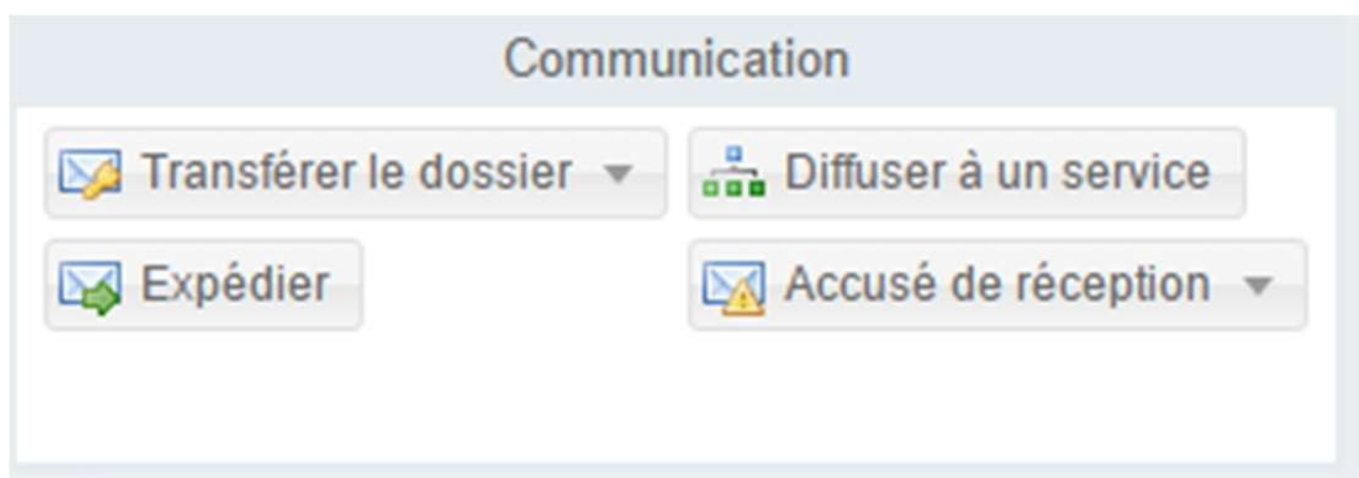 Communication
Transférer le dossier
Diffuser à un service
Expédier
Accusé de réception